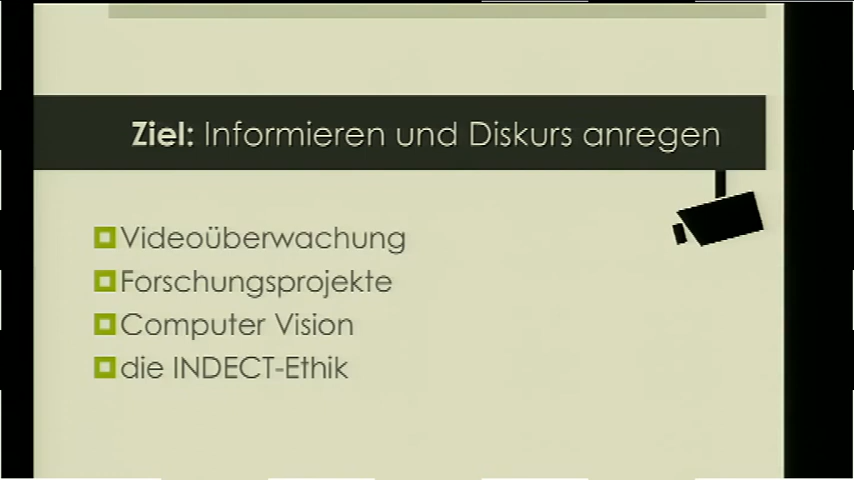 Ziel: Informieren und Diskurs anregen
Videoüberwachung
Forschungsprojekte
Computer Vision
die INDECT-Ethik